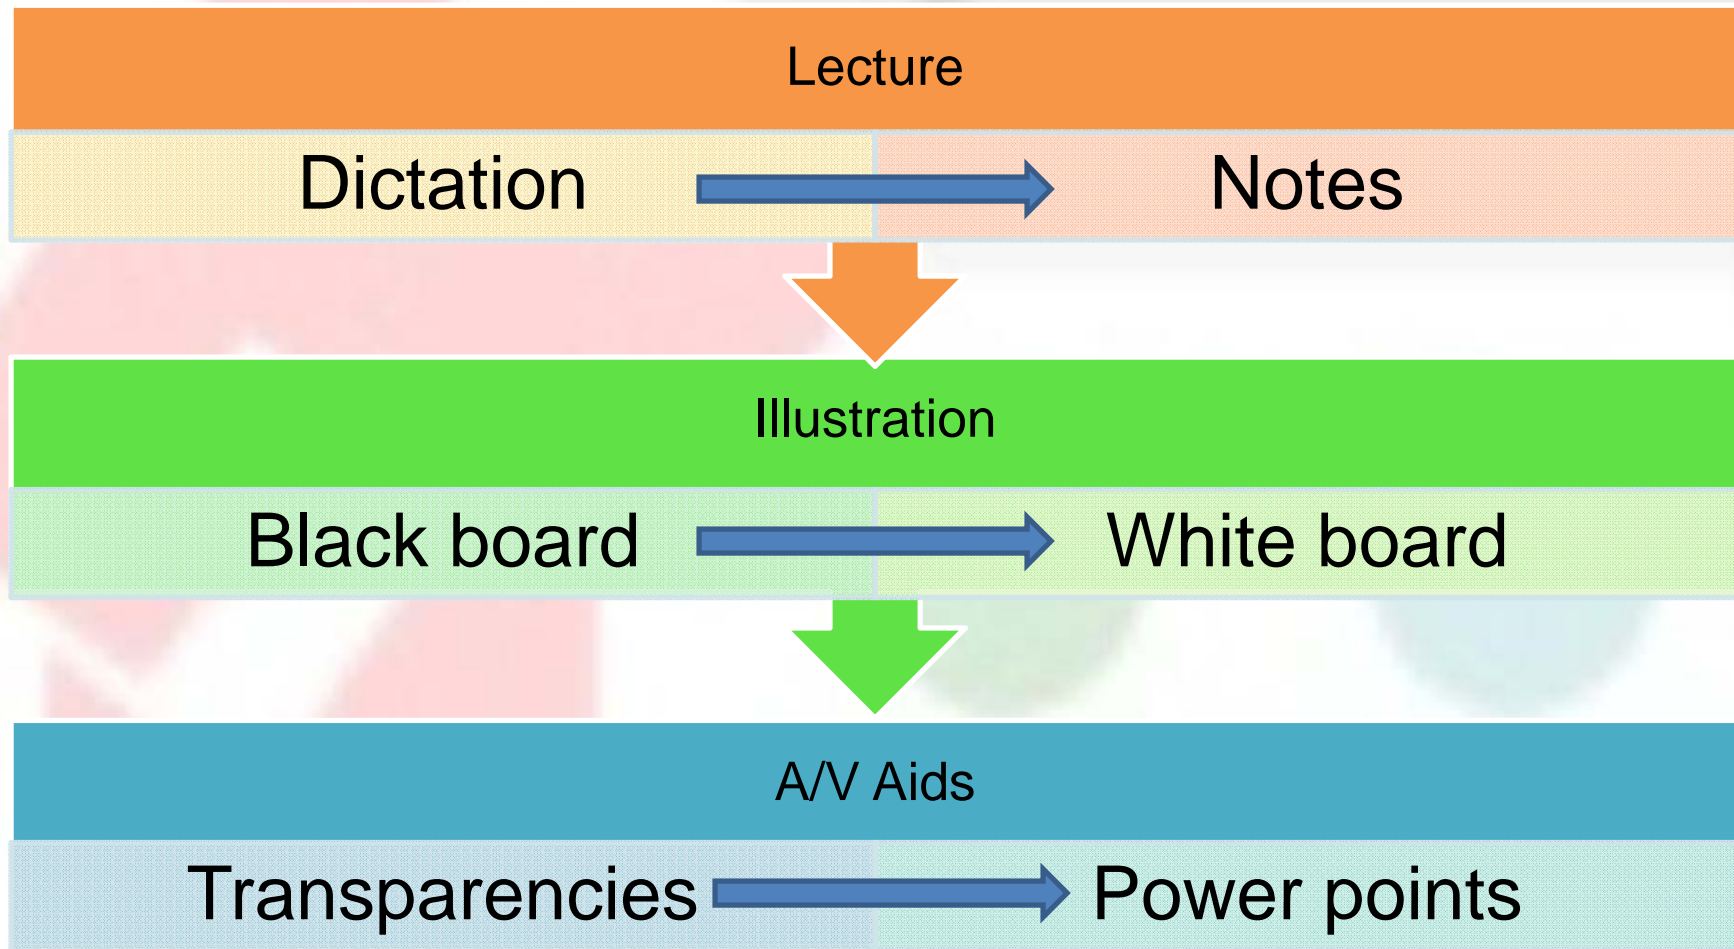 Lecture
Dictation Notes
Illustration
Black board White board
A/V Aids
Transparencies Power points